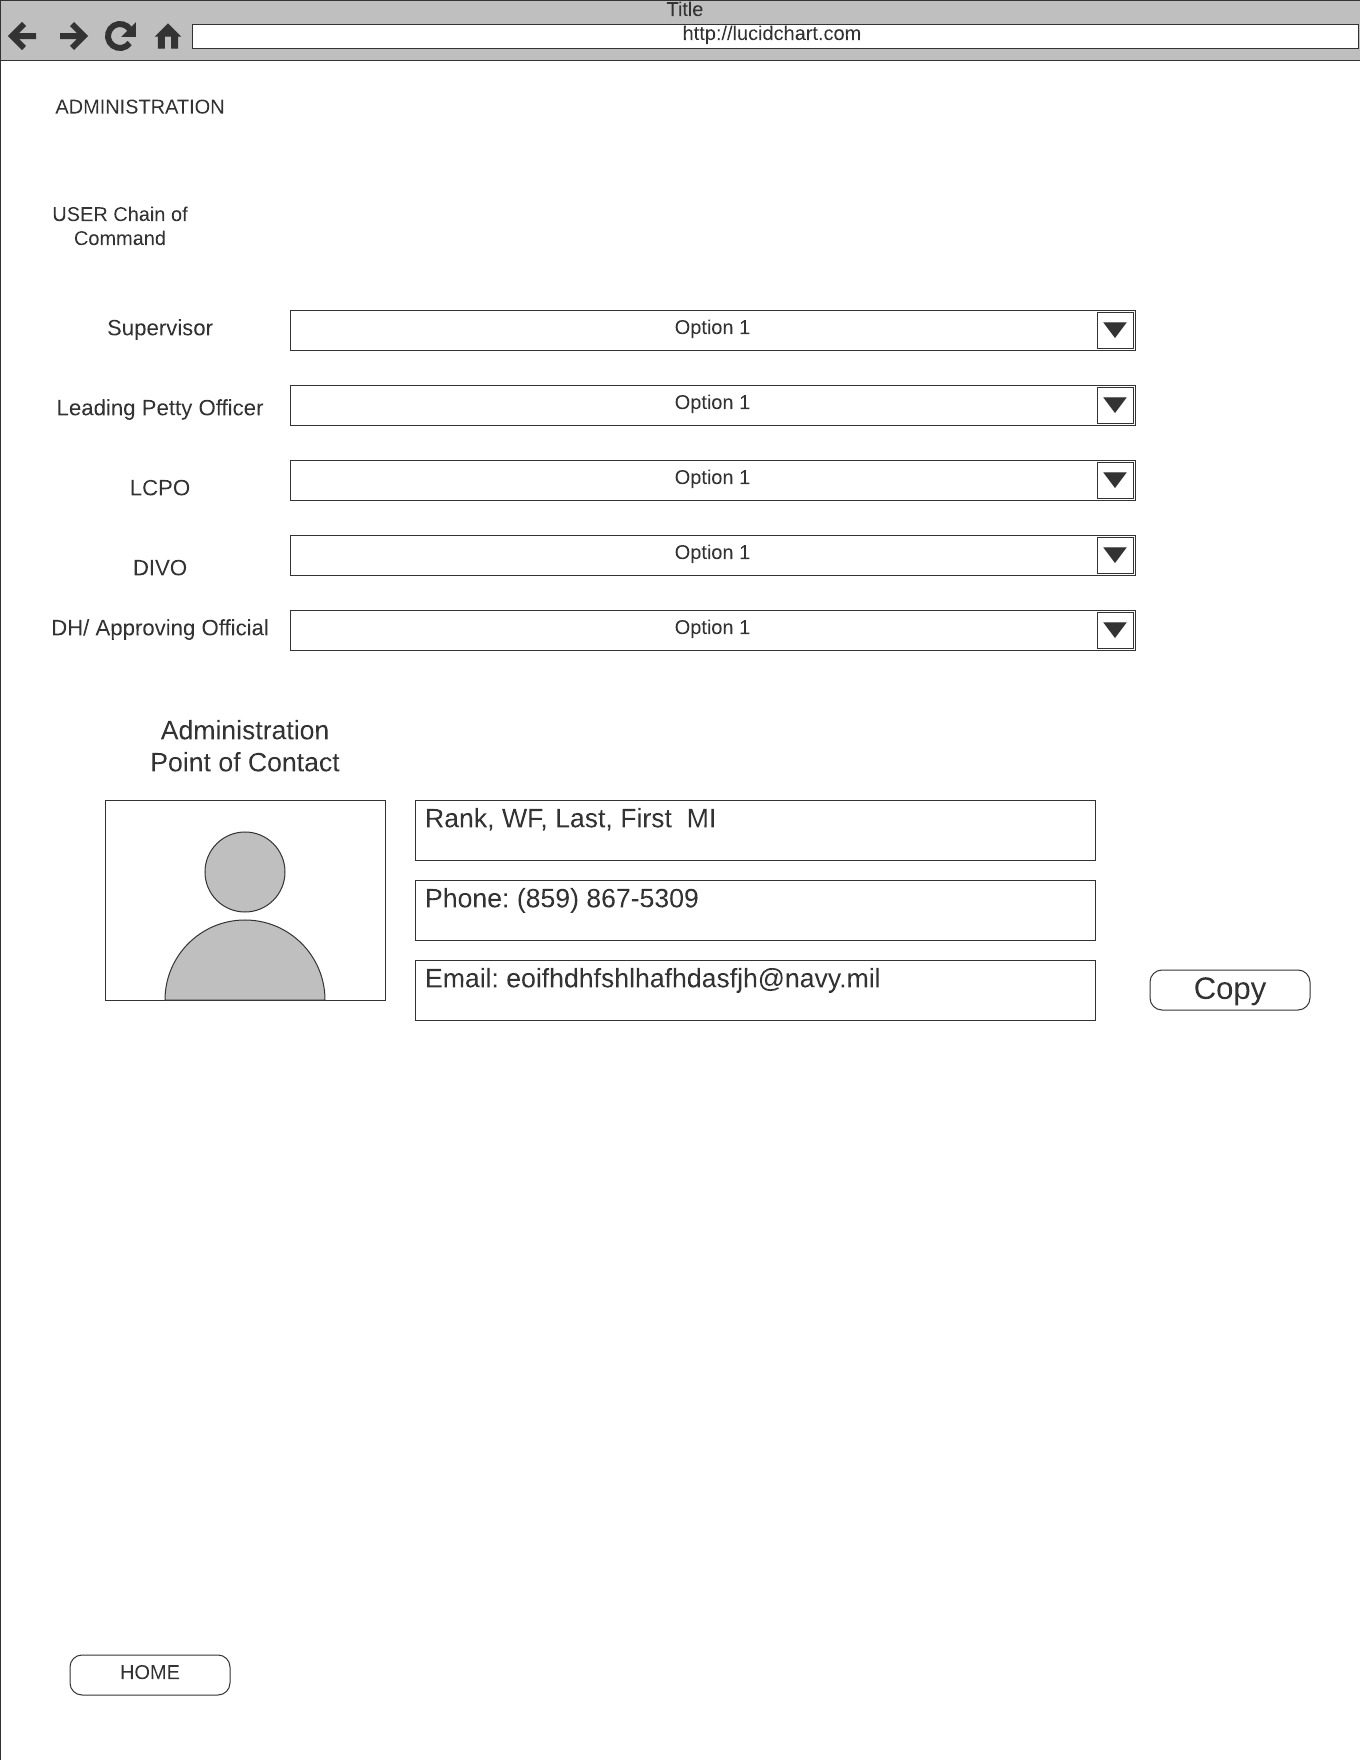 Title
http://lucidchart.com
ADMINISTRATION
USER Chain of
Command
Supervisor
Option 1
Leading Petty Officer
Option 1
LCPO
Option 1
DIVO
Option 1
DH/ Approving Official
Option 1
Administration
Point of Contact
Rank, WF, Last, First  MI
Phone: (859) 867-5309
Email: eoifhdhfshlhafhdasfjh@navy.mil
Copy
HOME